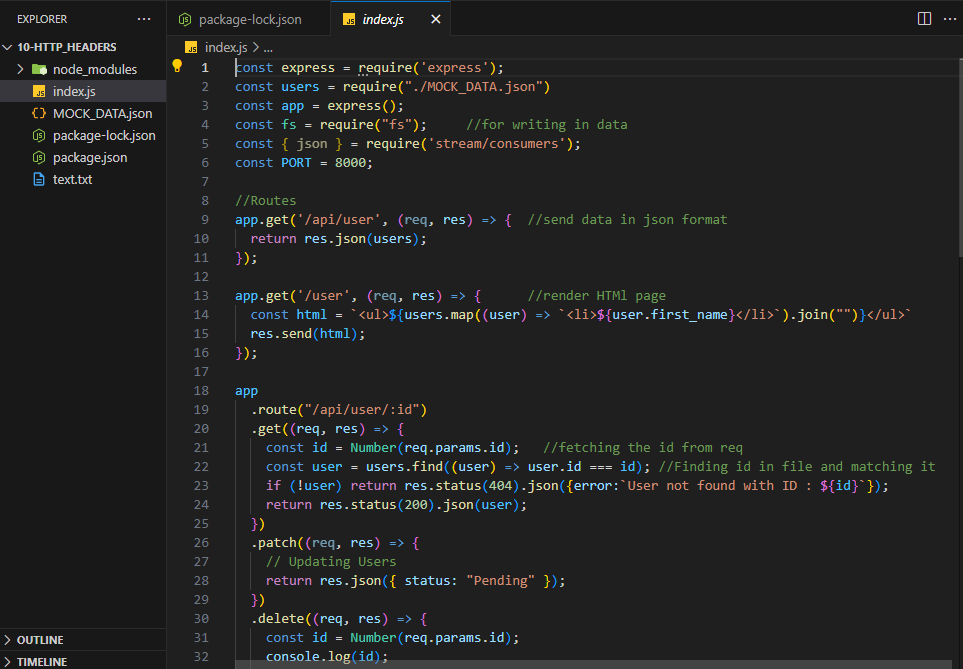 EXPLORER
package-lock.json
index.js
10-HTTP_HEADERS
node_modules
index.js
MOCK_DATA.json
package-lock.json
package.json
text.txt
OUTLINE
TIMELINE
index.js > ...
1 const express = require('express');
2 const users = require("./MOCK_DATA.json")
3 const app = express();
4 const fs = require("fs");     //for writing in data
5 const { json } = require('stream/consumers');
6 const PORT = 8000;
7
8 //Routes
9 app.get('/api/user', (req, res) => {  //send data in json format
10   return res.json(users);
11 });
12
13 app.get('/user', (req, res) => {      //render HTMl page
14   const html = `<ul>${users.map((user) => `<li>${user.first_name}</li>`).join("")}</ul>`
15   res.send(html);
16 });
17
18 app
19   .route("/api/user/:id")
20   .get((req, res) => {
21     const id = Number(req.params.id);   //fetching the id from req
22     const user = users.find((user) => user.id === id); //Finding id in file and matching it
23     if (!user) return res.status(404).json({error:`User not found with ID : ${id}`});
24     return res.status(200).json(user);
25   })
26   .patch((req, res) => {
27     // Updating Users
28     return res.json({ status: "Pending" });
29   })
30   .delete((req, res) => {
31     const id = Number(req.params.id);
32     console.log(id);